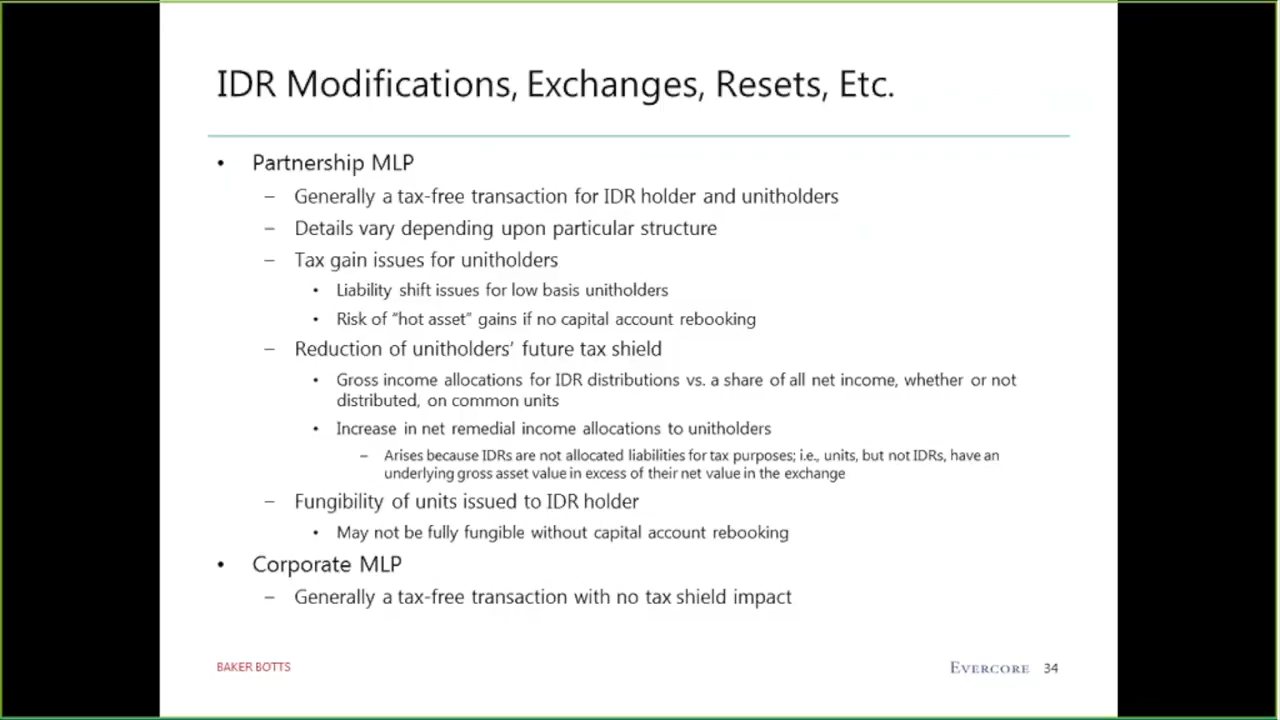 IDR Modifications, Exchanges, Resets, Etc.
• Partnership MLP
– Generally a tax-free transaction for IDR holder and unitholders
– Details vary depending upon particular structure
– Tax gain issues for unitholders
• Liability shift issues for low basis unitholders
• Risk of “hot asset” gains if no capital account rebooking
– Reduction of unitholders’ future tax shield
• Gross income allocations for IDR distributions vs. a share of all net income, whether or not
distributed, on common units
• Increase in net remedial income allocations to unitholders
– Arises because IDRs are not allocated liabilities for tax purposes; i.e., units, but not IDRs, have an
underlying gross asset value in excess of their net value in the exchange
– Fungibility of units issued to IDR holder
• May not be fully fungible without capital account rebooking
• Corporate MLP
– Generally a tax-free transaction with no tax shield impact
BAKER BOTTS
EVERCORE 34